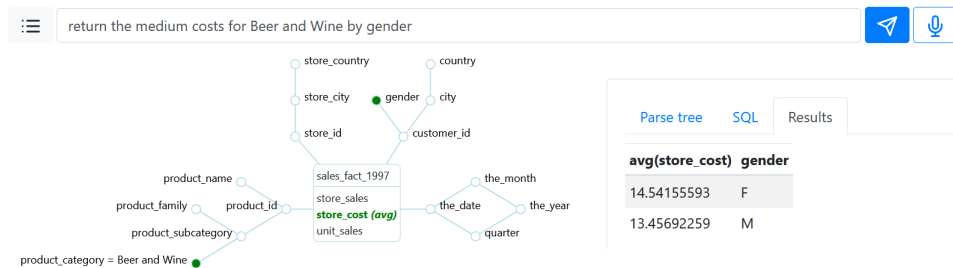 return the medium costs for Beer and Wine by gender
store_country
country
store_city
gender
city
store_id
customer_id
sales_fact_1997
product_name
the_month
store_sales
product_family
product_id
store_cost (avg)
the_date
the_year
product_subcategory
unit_sales
quarter
product_category = Beer and Wine
Parse tree SQL Results
avg(store_cost) gender
14.54155593 F
13.45692259 M